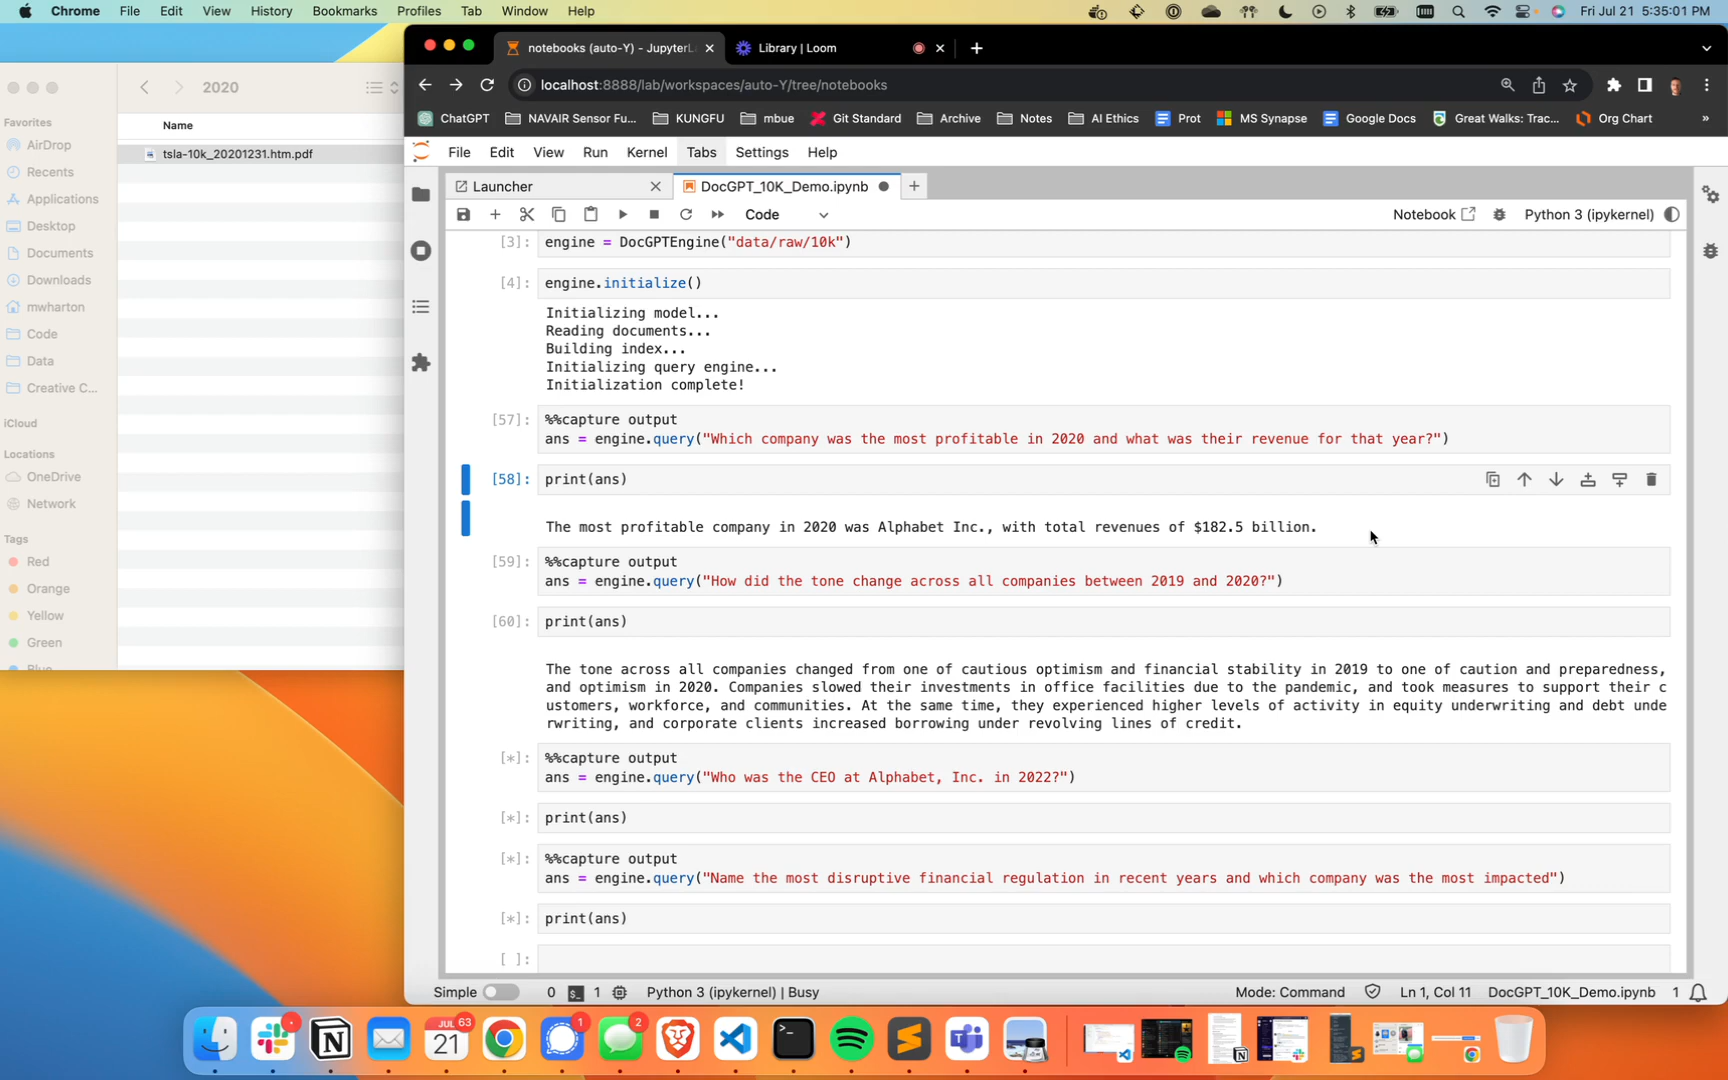 Chrome File Edit View History Bookmarks Profiles Tab Window Help Fri Jul 21 5:35:01 PM
2020
Name
tsla-10k_20201231.htm.pdf
Favorites
AirDrop
Recents
Applications
Desktop
Documents
Downloads
mwharton
Code
Data
Creative C...
iCloud
Locations
OneDrive
Network
Tags
Red
Orange
Yellow
Green
Blue
notebooks (auto-Y) - JupyterL
Library | Loom
localhost:8888/lab/workspaces/auto-Y/tree/notebooks
ChatGPT NAVAIR Sensor Fu... KUNGFU mbue Git Standard Archive Notes AI Ethics Prot MS Synapse Google Docs Great Walks: Trac... Org Chart »
File Edit View Run Kernel Tabs Settings Help
Launcher
DocGPT_10K_Demo.ipynb
Code
Notebook
Python 3 (ipykernel)
[3]: engine = DocGPTEngine("data/raw/10k")
[4]: engine.initialize()
Initializing model...
Reading documents...
Building index...
Initializing query engine...
Initialization complete!
[57]: %%capture output
ans = engine.query("Which company was the most profitable in 2020 and what was their revenue for that year?")
[58]: print(ans)
The most profitable company in 2020 was Alphabet Inc., with total revenues of $182.5 billion.
[59]: %%capture output
ans = engine.query("How did the tone change across all companies between 2019 and 2020?")
[60]: print(ans)
The tone across all companies changed from one of cautious optimism and financial stability in 2019 to one of caution and preparedness,
and optimism in 2020. Companies slowed their investments in office facilities due to the pandemic, and took measures to support their c
ustomers, workforce, and communities. At the same time, they experienced higher levels of activity in equity underwriting and debt unde
rwriting, and corporate clients increased borrowing under revolving lines of credit.
[*]: %%capture output
ans = engine.query("Who was the CEO at Alphabet, Inc. in 2022?")
[*]: print(ans)
[*]: %%capture output
ans = engine.query("Name the most disruptive financial regulation in recent years and which company was the most impacted")
[*]: print(ans)
[ ]:
Simple 0 1 Python 3 (ipykernel) | Busy Mode: Command Ln 1, Col 11 DocGPT_10K_Demo.ipynb 1
JUL 63 1 2
21